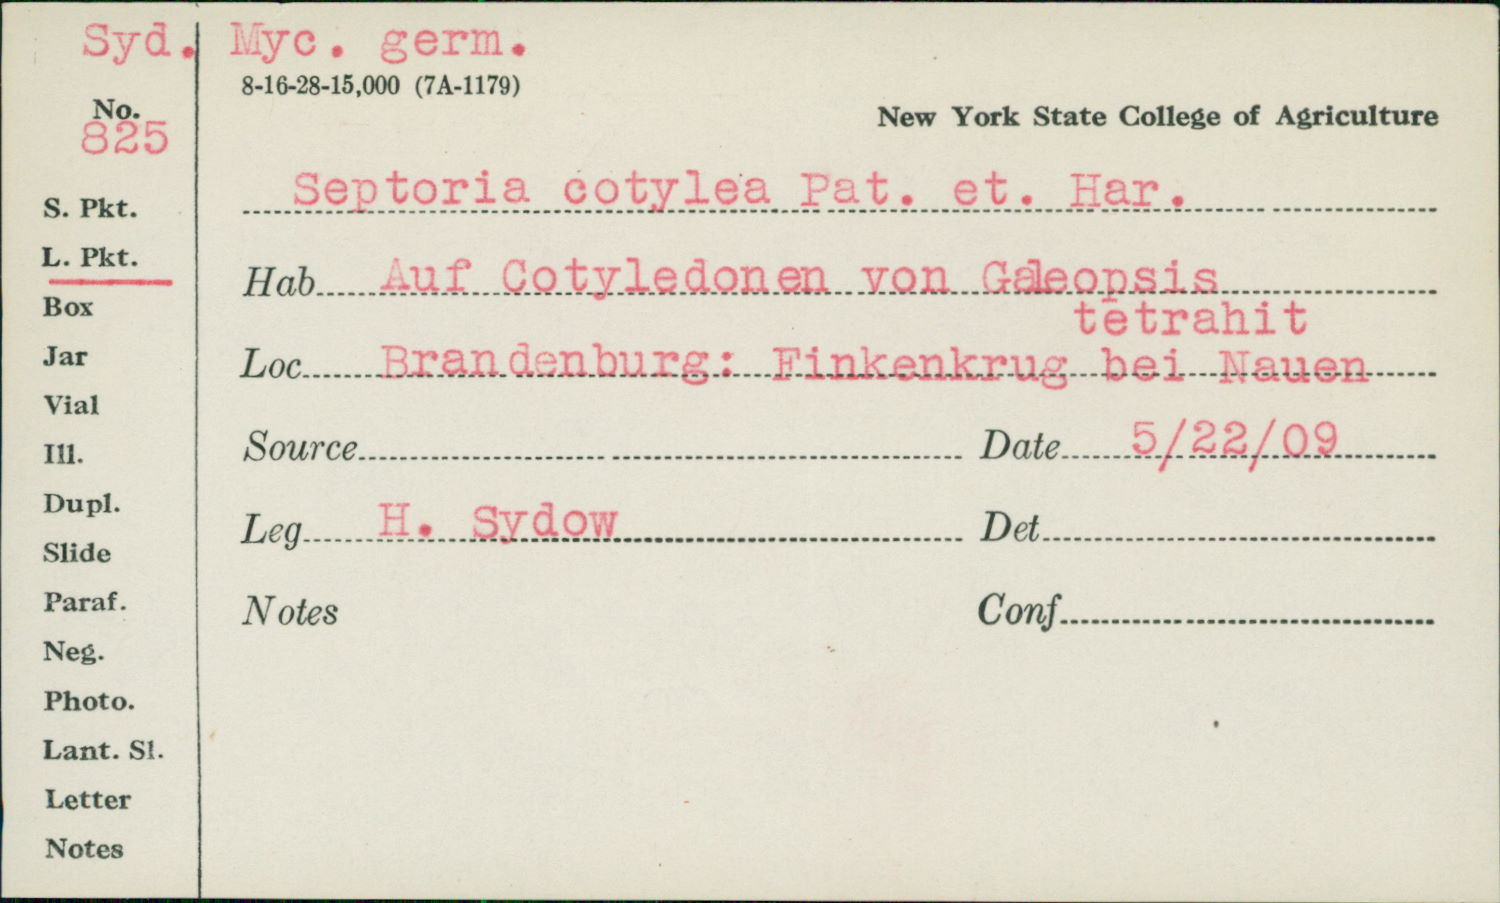 Syd. Myc. germ.
8-16-28-15,000 (7A-1179)
No.
825
New York State College of Agriculture
S. Pkt.
Septoria cotylea Pat. et. Har.
L. Pkt.
Hab Auf Cotyledonen von Galeopsis
tetrahit
Box
Jar
Loc Brandenburg: Finkenkrug bei Nauen
Vial
Ill.
Source Date 5/22/09
Dupl.
Leg H. Sydow Det
Slide
Paraf.
Notes Conf
Neg.
Photo.
Lant. Sl.
Letter
Notes